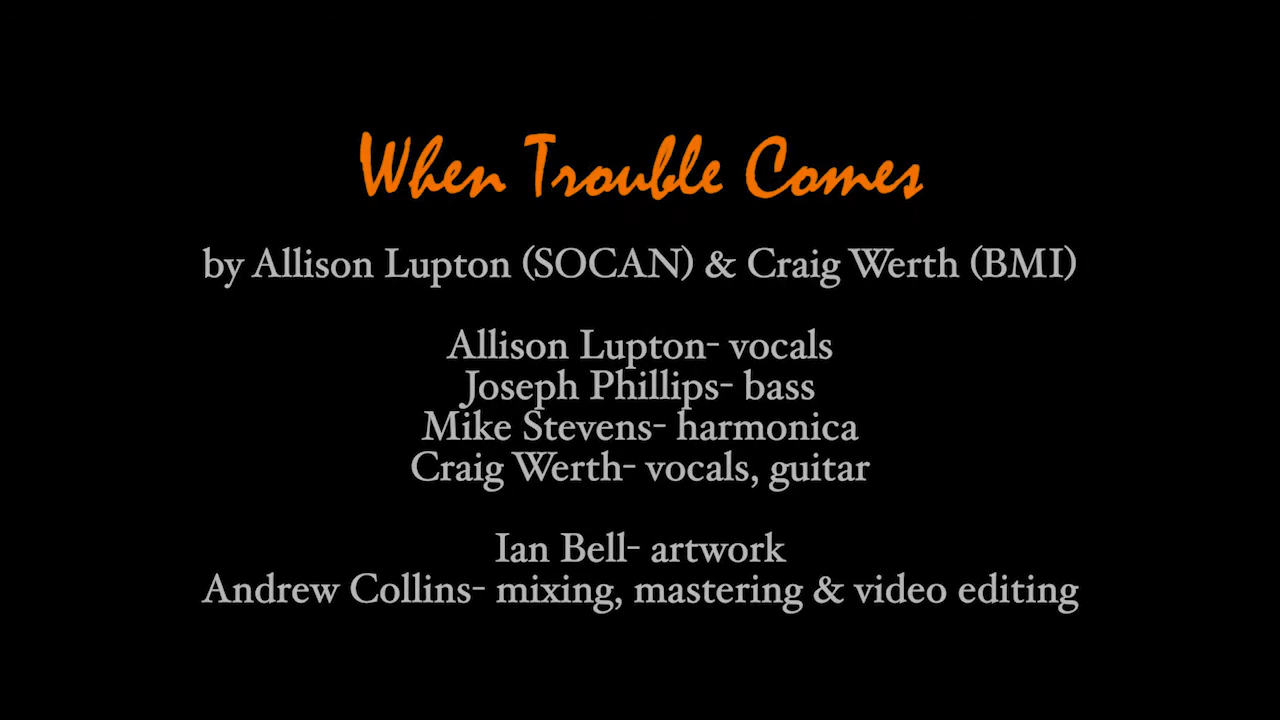 When Trouble Comes
by Allison Lupton (SOCAN) & Craig Werth (BMI)
Allison Lupton- vocals
Joseph Phillips- bass
Mike Stevens- harmonica
Craig Werth- vocals, guitar
Ian Bell- artwork
Andrew Collins- mixing, mastering & video editing